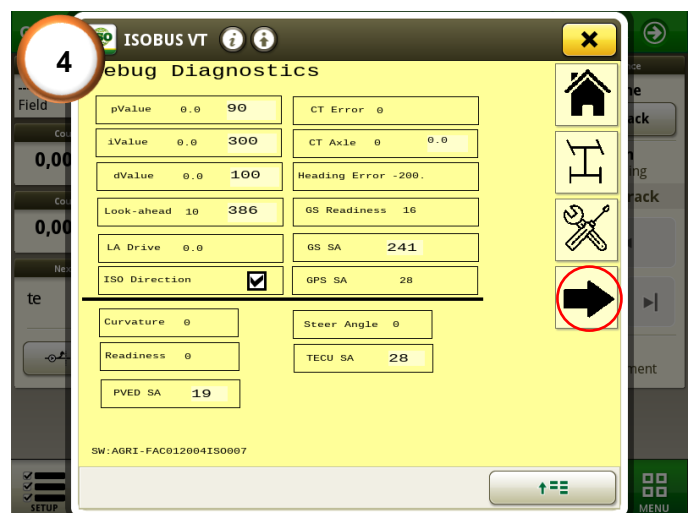 4
ISO
ISOBUS VT
Debug Diagnostics
pValue 0.0 90
CT Error 0
iValue 0.0 300
CT Axle 0 0.0
dValue 0.0 100
Heading Error -200.
Look-ahead 10 386
GS Readiness 16
LA Drive 0.0
GS SA 241
ISO Direction
GPS SA 28
Curvature 0
Steer Angle 0
Readiness 0
TECU SA 28
PVED SA 19
SW:AGRI-FAC012004ISO007
Field
0,00
0,00
te
SETUP
MENU